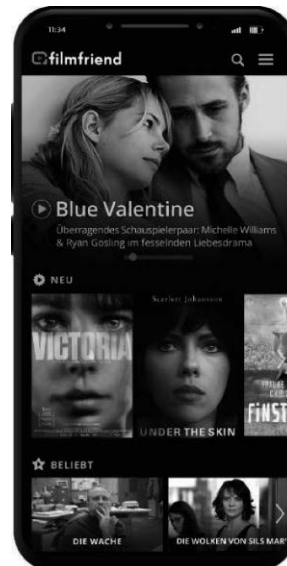 11:34
filmfriend
Blue Valentine
Überragendes Schauspielerpaar: Michelle Williams
& Ryan Gosling im fesselnden Liebesdrama
NEU
Scarlett Johansson
VICTORIA
UNDER THE SKIN
FINST
BELIEBT
DIE WACHE
DIE WOLKEN VON SILS MAR